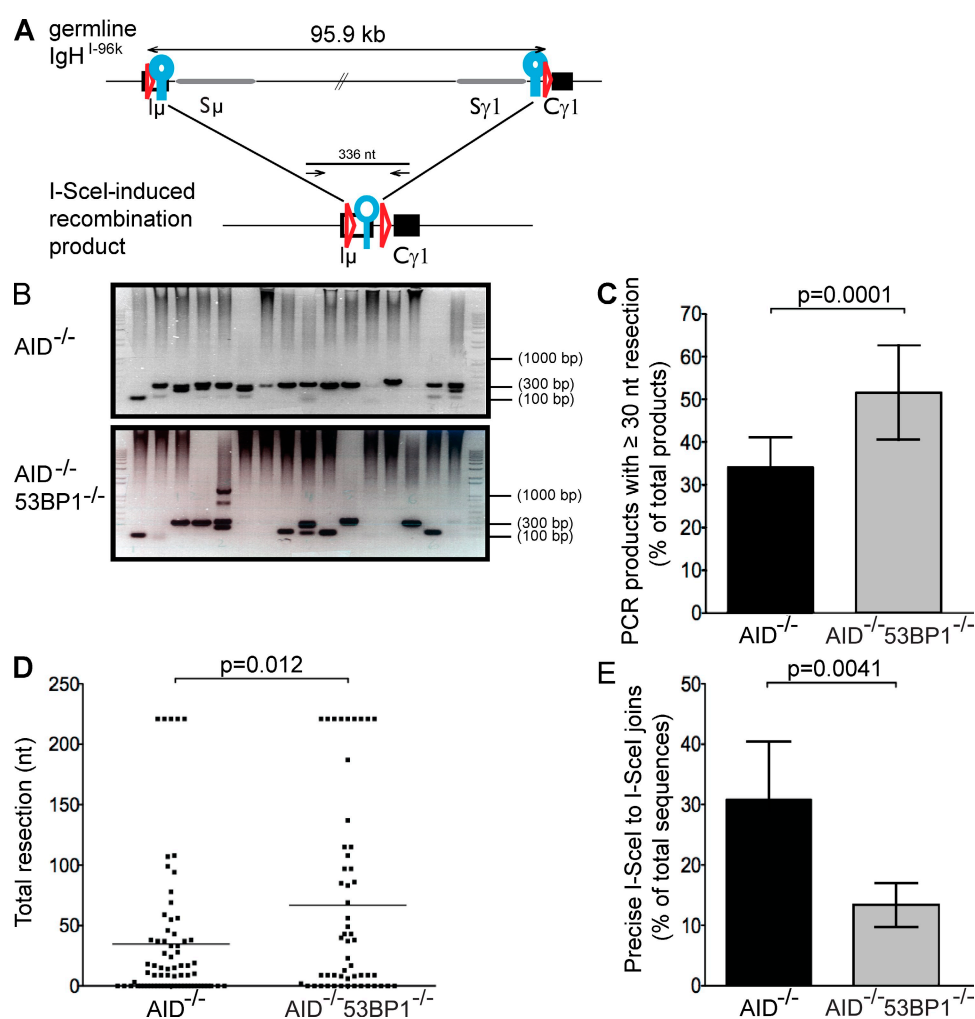 A
germline
IgH I-96k
95.9 kb
Iμ
Sμ
Sγ1
Cγ1
336 nt
I-SceI-induced
recombination
product
Iμ
Cγ1
B
AID-/-
(1000 bp)
(300 bp)
(100 bp)
AID-/-
53BP1-/-
(1000 bp)
(300 bp)
(100 bp)
C
p=0.0001
PCR products with ≥ 30 nt resection
(% of total products)
70
60
50
40
30
20
10
0
AID-/-
AID-/-53BP1-/-
D
p=0.012
Total resection (nt)
250
200
150
100
50
0
AID-/-
AID-/-53BP1-/-
E
p=0.0041
Precise I-SceI to I-SceI joins
(% of total sequences)
50
40
30
20
10
0
AID-/-
AID-/-53BP1-/-